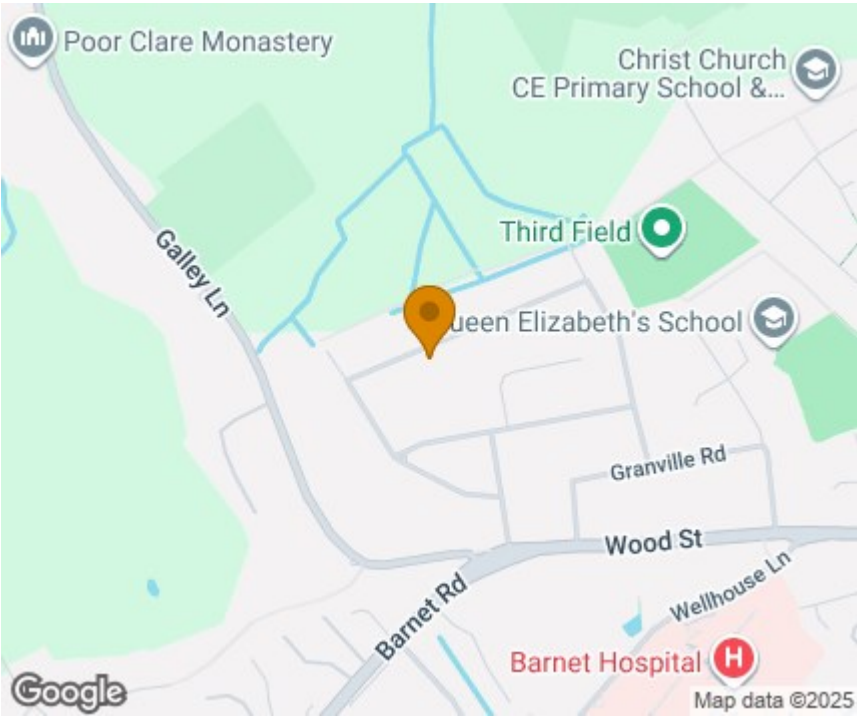 Poor Clare Monastery
Christ Church
CE Primary School &...
Galley Ln
Third Field
ueen Elizabeth's School
Granville Rd
Wood St
Wellhouse Ln
Barnet Rd
Barnet Hospital
H
Google
Map data ©2025